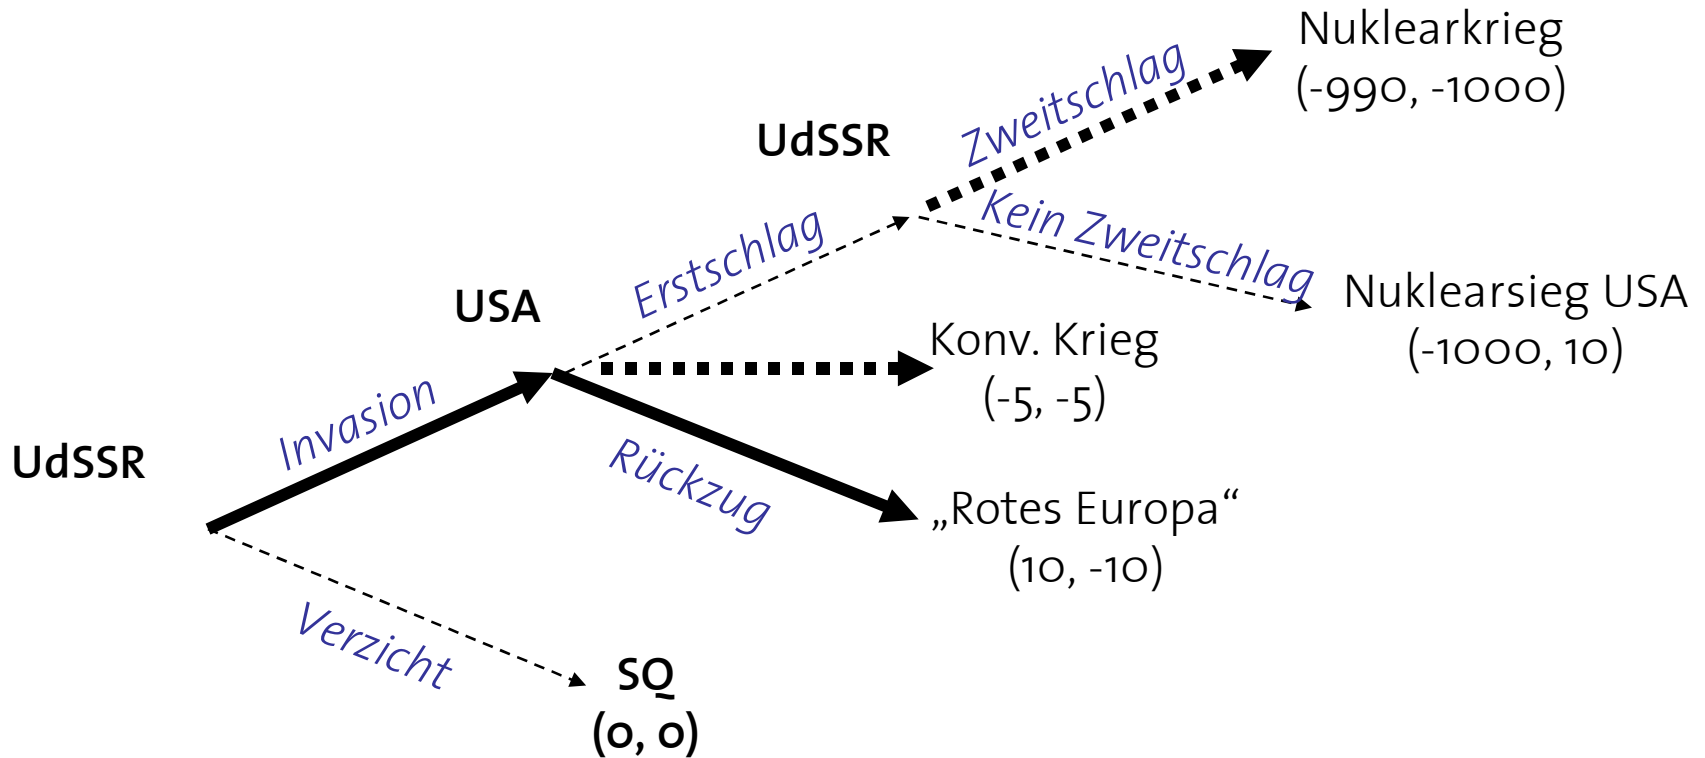 Nuklearkrieg
(-990, -1000)
Zweitschlag
UdSSR
Kein Zweitschlag
Erstschlag
Nuklearsieg USA
(-1000, 10)
USA
Konv. Krieg
(-5, -5)
Invasion
UdSSR
Rückzug
„Rotes Europa“
(10, -10)
Verzicht
SQ
(0, 0)